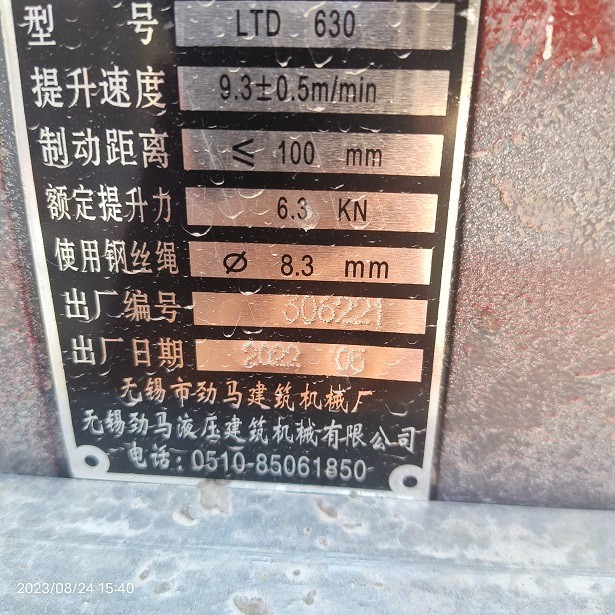 型 号 LTD 630
提升速度 9.3±0.5m/min
制动距离 ≤ 100 mm
额定提升力 6.3 KN
使用钢丝绳 Ø 8.3 mm
出厂编号 306221
出厂日期 2022 06
无锡市劲马建筑机械厂
无锡劲马液压建筑机械有限公司
电话:0510-85061850
2023/08/24 15:40